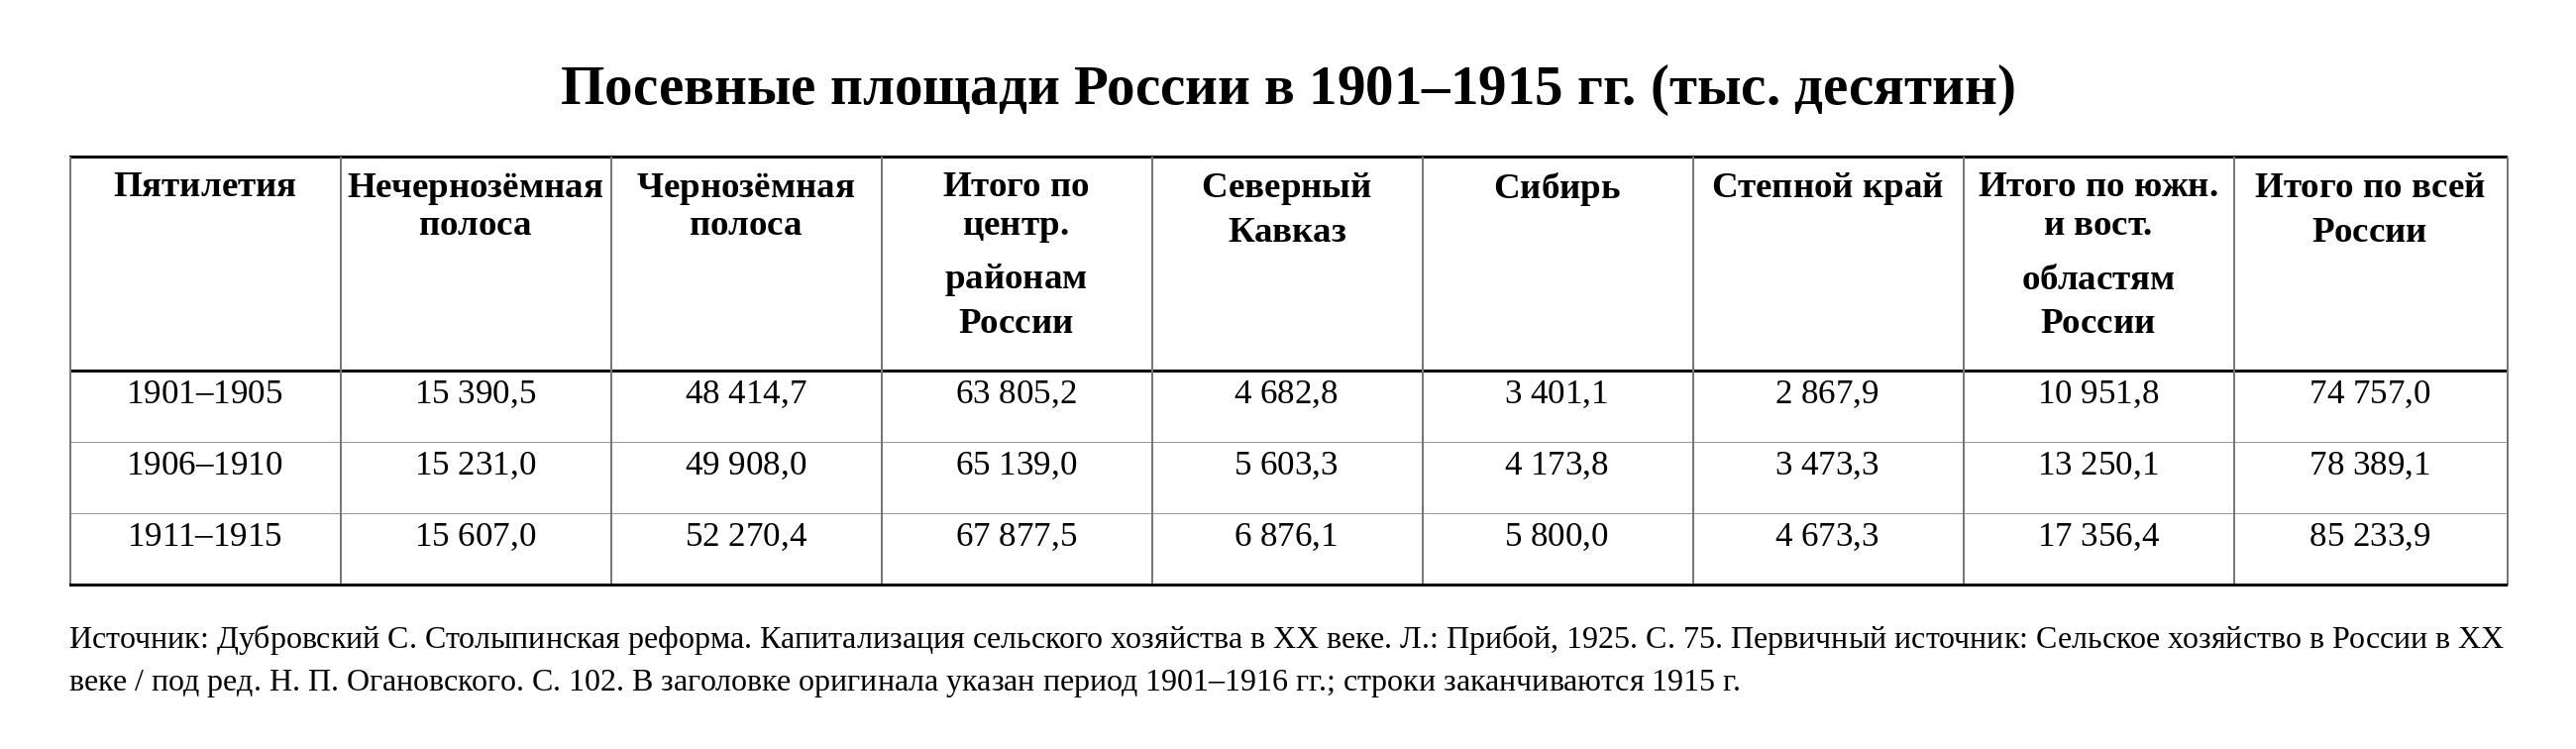 Посевные площади России в 1901–1915 гг. (тыс. десятин)
Пятилетия
Нечернозёмная
полоса
Чернозёмная
полоса
Итого по
центр.
районам
России
Северный
Кавказ
Сибирь
Степной край
Итого по южн.
и вост.
областям
России
Итого по всей
России
1901–1905 15 390,5 48 414,7 63 805,2 4 682,8 3 401,1 2 867,9 10 951,8 74 757,0
1906–1910 15 231,0 49 908,0 65 139,0 5 603,3 4 173,8 3 473,3 13 250,1 78 389,1
1911–1915 15 607,0 52 270,4 67 877,5 6 876,1 5 800,0 4 673,3 17 356,4 85 233,9
Источник: Дубровский С. Столыпинская реформа. Капитализация сельского хозяйства в XX веке. Л.: Прибой, 1925. С. 75. Первичный источник: Сельское хозяйство в России в XX
веке / под ред. Н. П. Огановского. С. 102. В заголовке оригинала указан период 1901–1916 гг.; строки заканчиваются 1915 г.